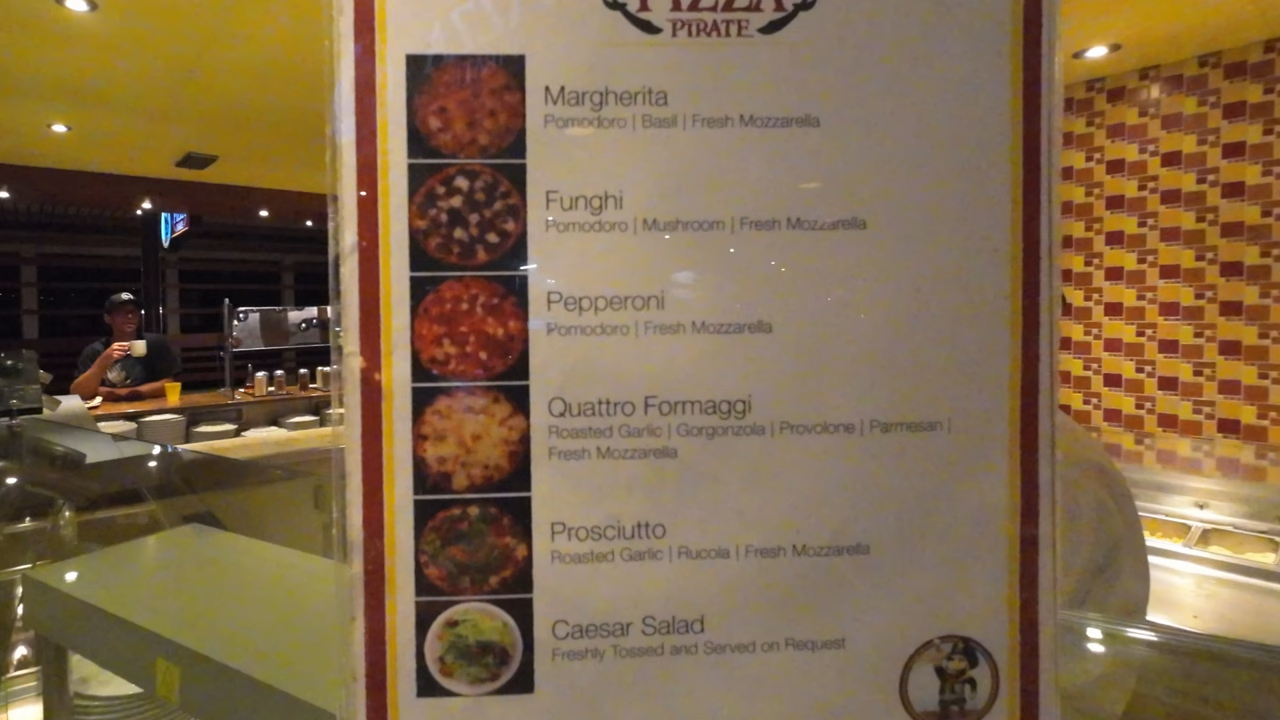 PIZZA
PIRATE
Margherita
Pomodoro | Basil | Fresh Mozzarella
Funghi
Pomodoro | Mushroom | Fresh Mozzarella
Pepperoni
Pomodoro | Fresh Mozzarella
Quattro Formaggi
Roasted Garlic | Gorgonzola | Provolone | Parmesan |
Fresh Mozzarella
Prosciutto
Roasted Garlic | Rucola | Fresh Mozzarella
Caesar Salad
Freshly Tossed and Served on Request